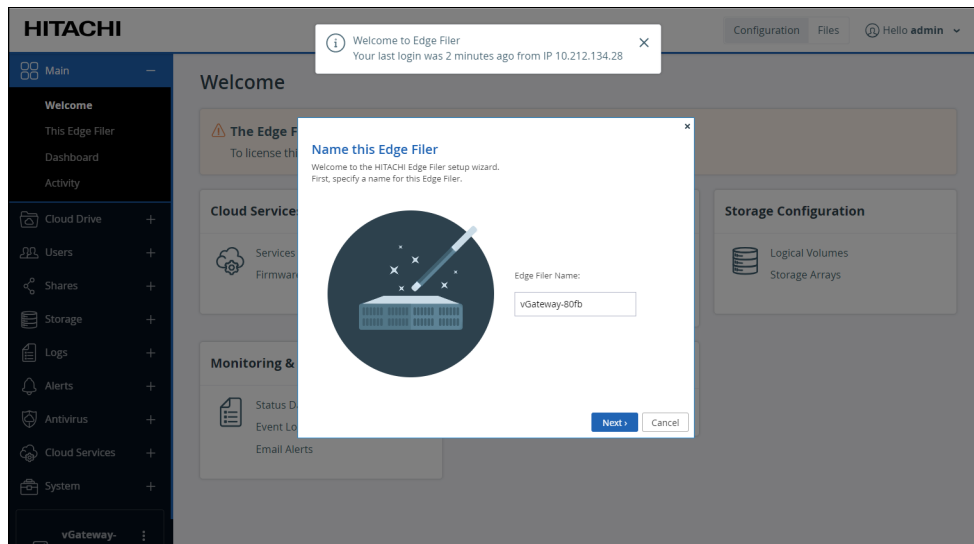 HITACHI
Welcome to Edge Filer
Your last login was 2 minutes ago from IP 10.212.134.28
Configuration Files Hello admin
Main
Welcome
This Edge Filer
Dashboard
Activity
Cloud Drive
Users
Shares
Storage
Logs
Alerts
Antivirus
Cloud Services
System
vGateway-
Welcome
The Edge F
To license thi
Name this Edge Filer
Welcome to the HITACHI Edge Filer setup wizard.
First, specify a name for this Edge Filer.
Edge Filer Name:
vGateway-80fb
Next ›
Cancel
Cloud Service
Services
Firmwar
Storage Configuration
Logical Volumes
Storage Arrays
Monitoring &
Status D
Event Lo
Email Alerts